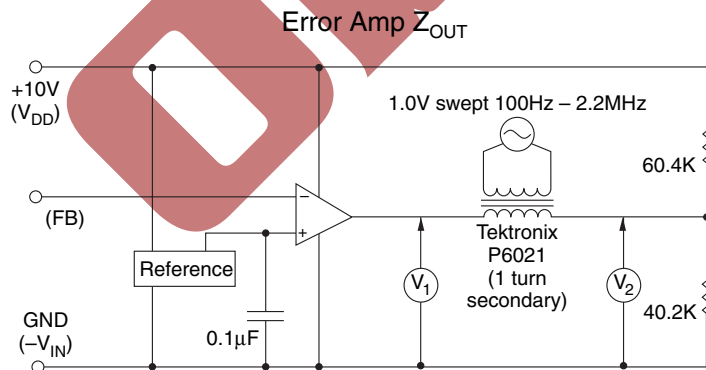 Error Amp ZOUT
+10V
(VDD)
1.0V swept 100Hz – 2.2MHz
60.4K
(FB)
−
+
Tektronix
P6021
(1 turn
secondary)
Reference
V1
V2
40.2K
GND
(–VIN)
0.1µF